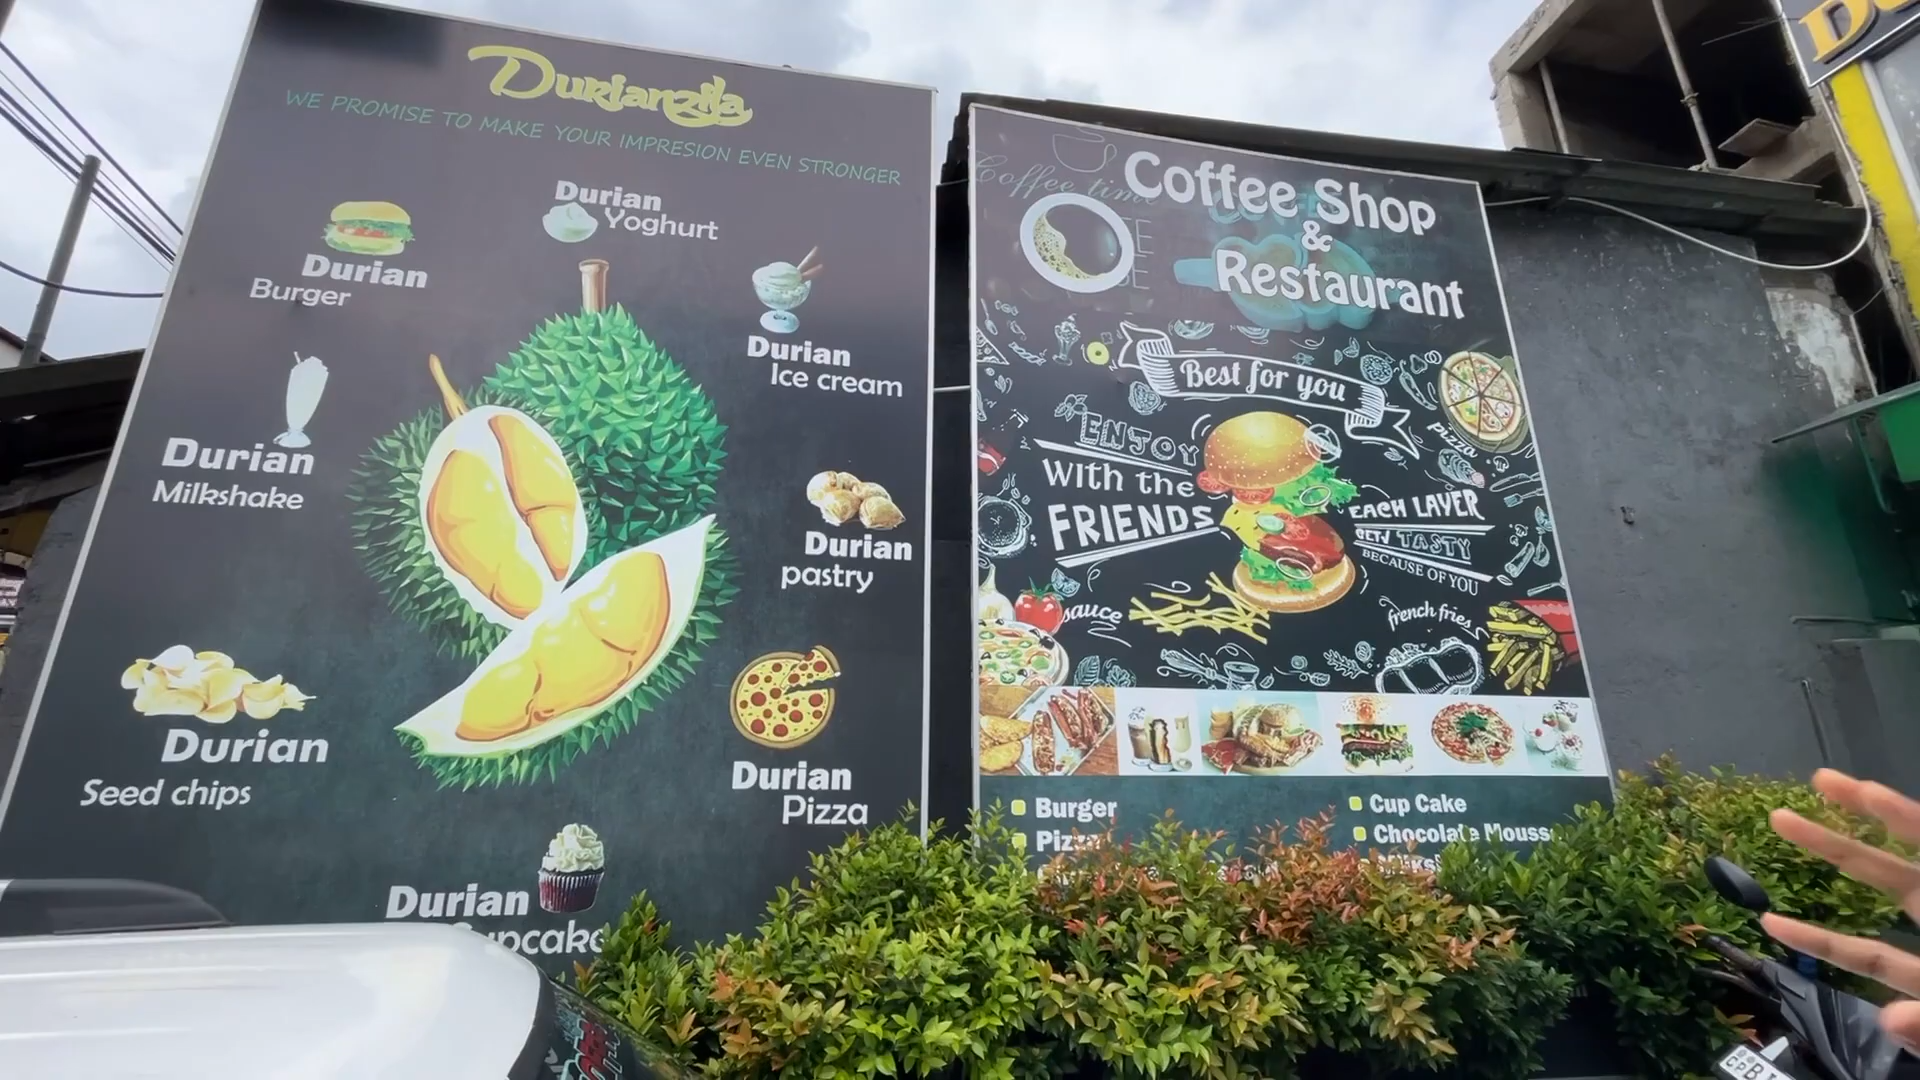 Durianzila
WE PROMISE TO MAKE YOUR IMPRESION EVEN STRONGER
Durian
Yoghurt
Durian
Burger
Durian
Ice cream
Durian
Milkshake
Durian
pastry
Durian
Seed chips
Durian
Pizza
Durian
Coffee time
Coffee Shop
&
Restaurant
Best for you
pizza
ENJOY
With the
FRIENDS
EACH LAYER
TASTY
BECAUSE OF YOU
sauce
french fries
Burger
Cup Cake